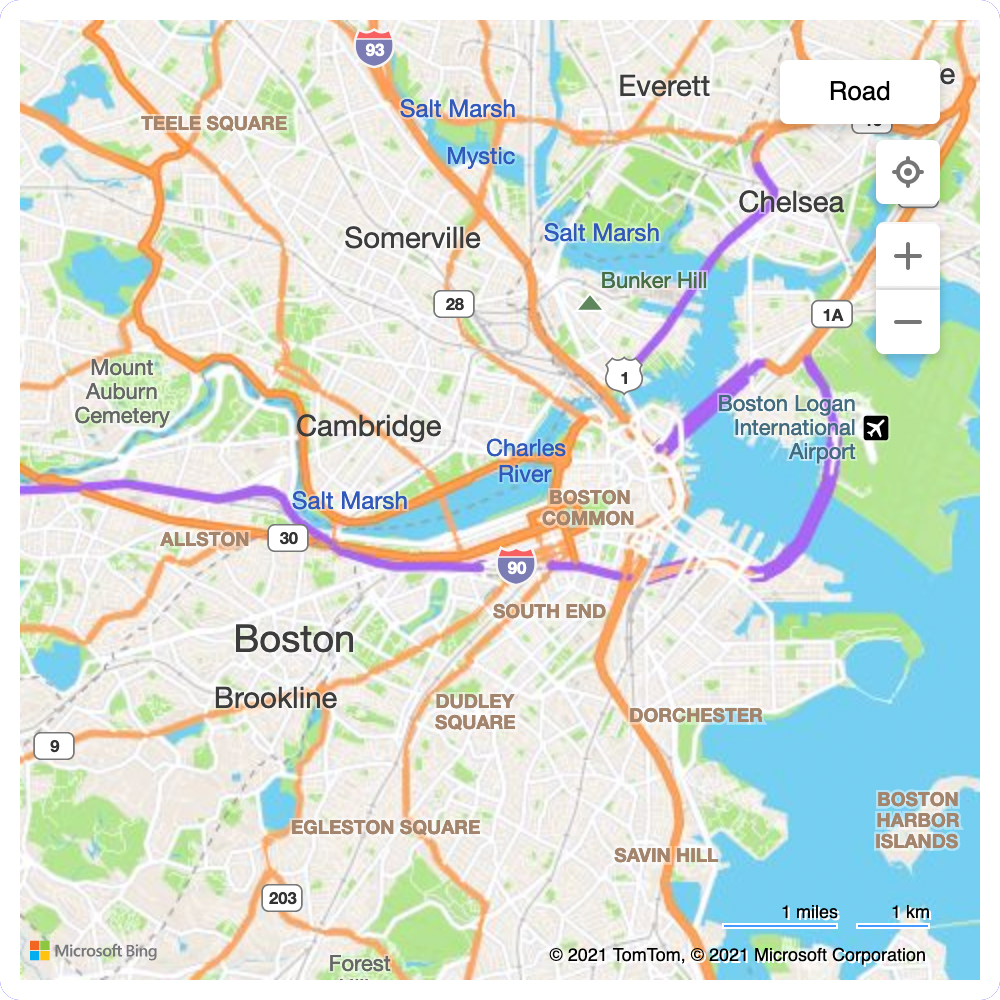 93
Everett
Road
e
Salt Marsh
TEELE SQUARE
Mystic
Chelsea
Somerville
Salt Marsh
Bunker Hill
28
1A
Mount
Auburn
Cemetery
1
Boston Logan
International
Airport
Cambridge
Charles
River
Salt Marsh
BOSTON
COMMON
ALLSTON
30
90
SOUTH END
Boston
Brookline
DUDLEY
SQUARE
DORCHESTER
9
BOSTON
HARBOR
ISLANDS
EGLESTON SQUARE
SAVIN HILL
203
1 miles
1 km
Microsoft Bing
© 2021 TomTom, © 2021 Microsoft Corporation
Forest